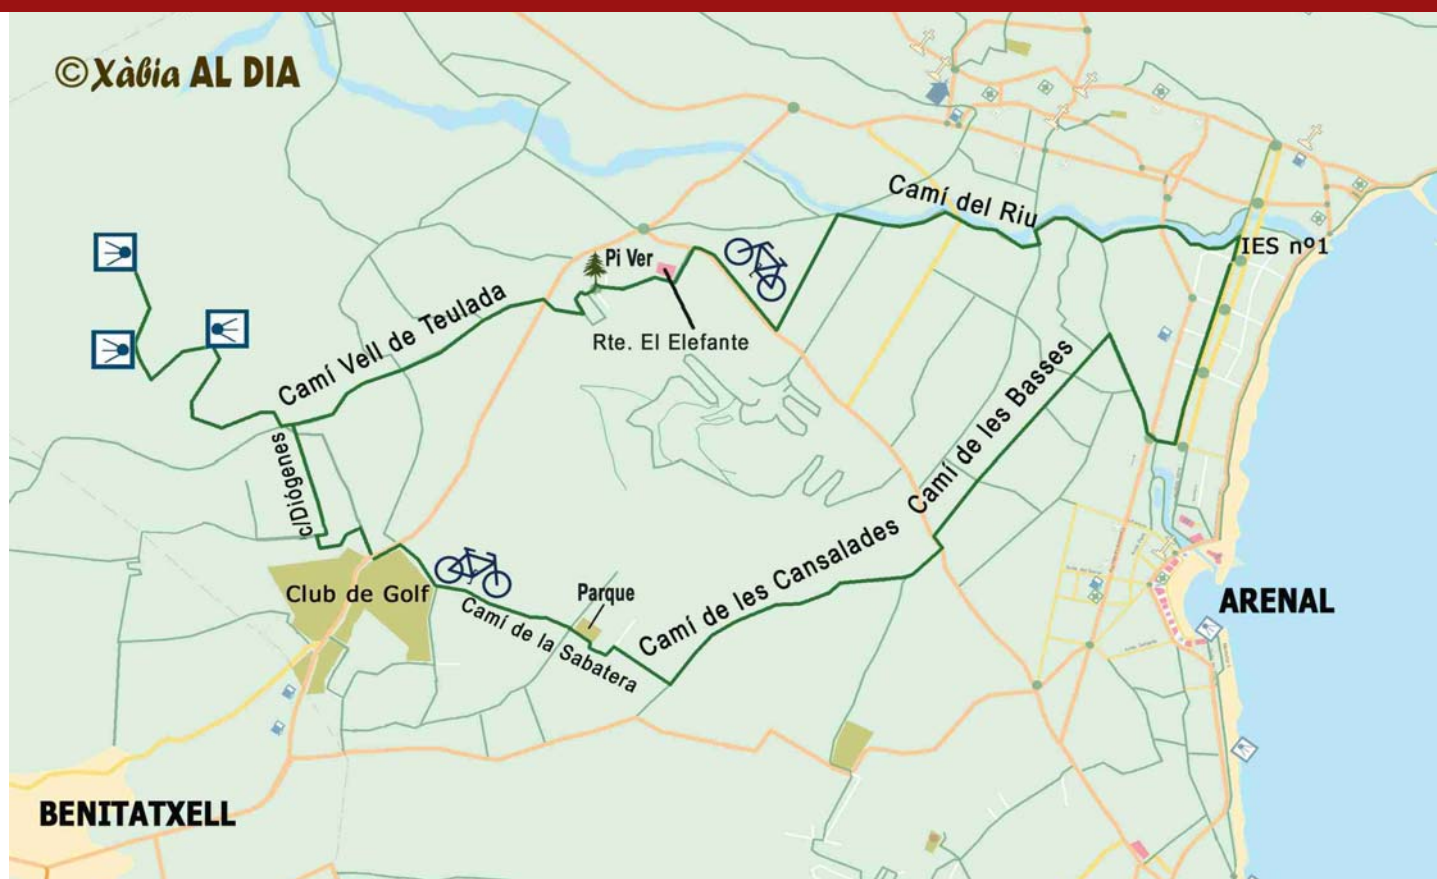 © Xàbia AL DIA
Camí del Riu
IES nº1
Pi Ver
Rte. El Elefante
Camí Vell de Teulada
Camí de les Basses
c/Diógenes
Camí de les Cansalades
Club de Golf
Parque
Camí de la Sabatera
ARENAL
BENITATXELL